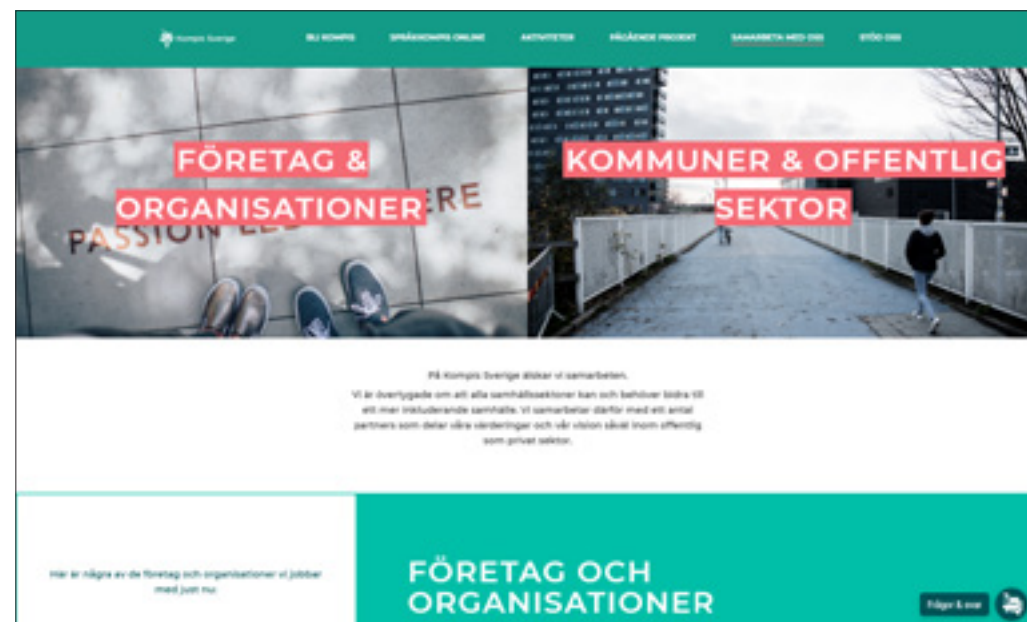 Kompis Sverige
BLI KOMPIS
SPRÅKKOMPIS ONLINE
AKTIVITETER
PÅGÅENDE PROJEKT
SAMARBETA MED OSS
STÖD OSS
FÖRETAG &
ORGANISATIONER
PASSION LED
ERE
KOMMUNER & OFFENTLIG
SEKTOR
På Kompis Sverige älskar vi samarbeten.
Vi är övertygade om att alla samhällssektorer kan och behöver bidra till
ett mer inkluderande samhälle. Vi samarbetar därför med ett antal
partners som delar våra värderingar och vår vision såväl inom offentlig
som privat sektor.
Här är några av de företag och organisationer vi jobbar
med just nu:
FÖRETAG OCH
ORGANISATIONER
Frågor & svar